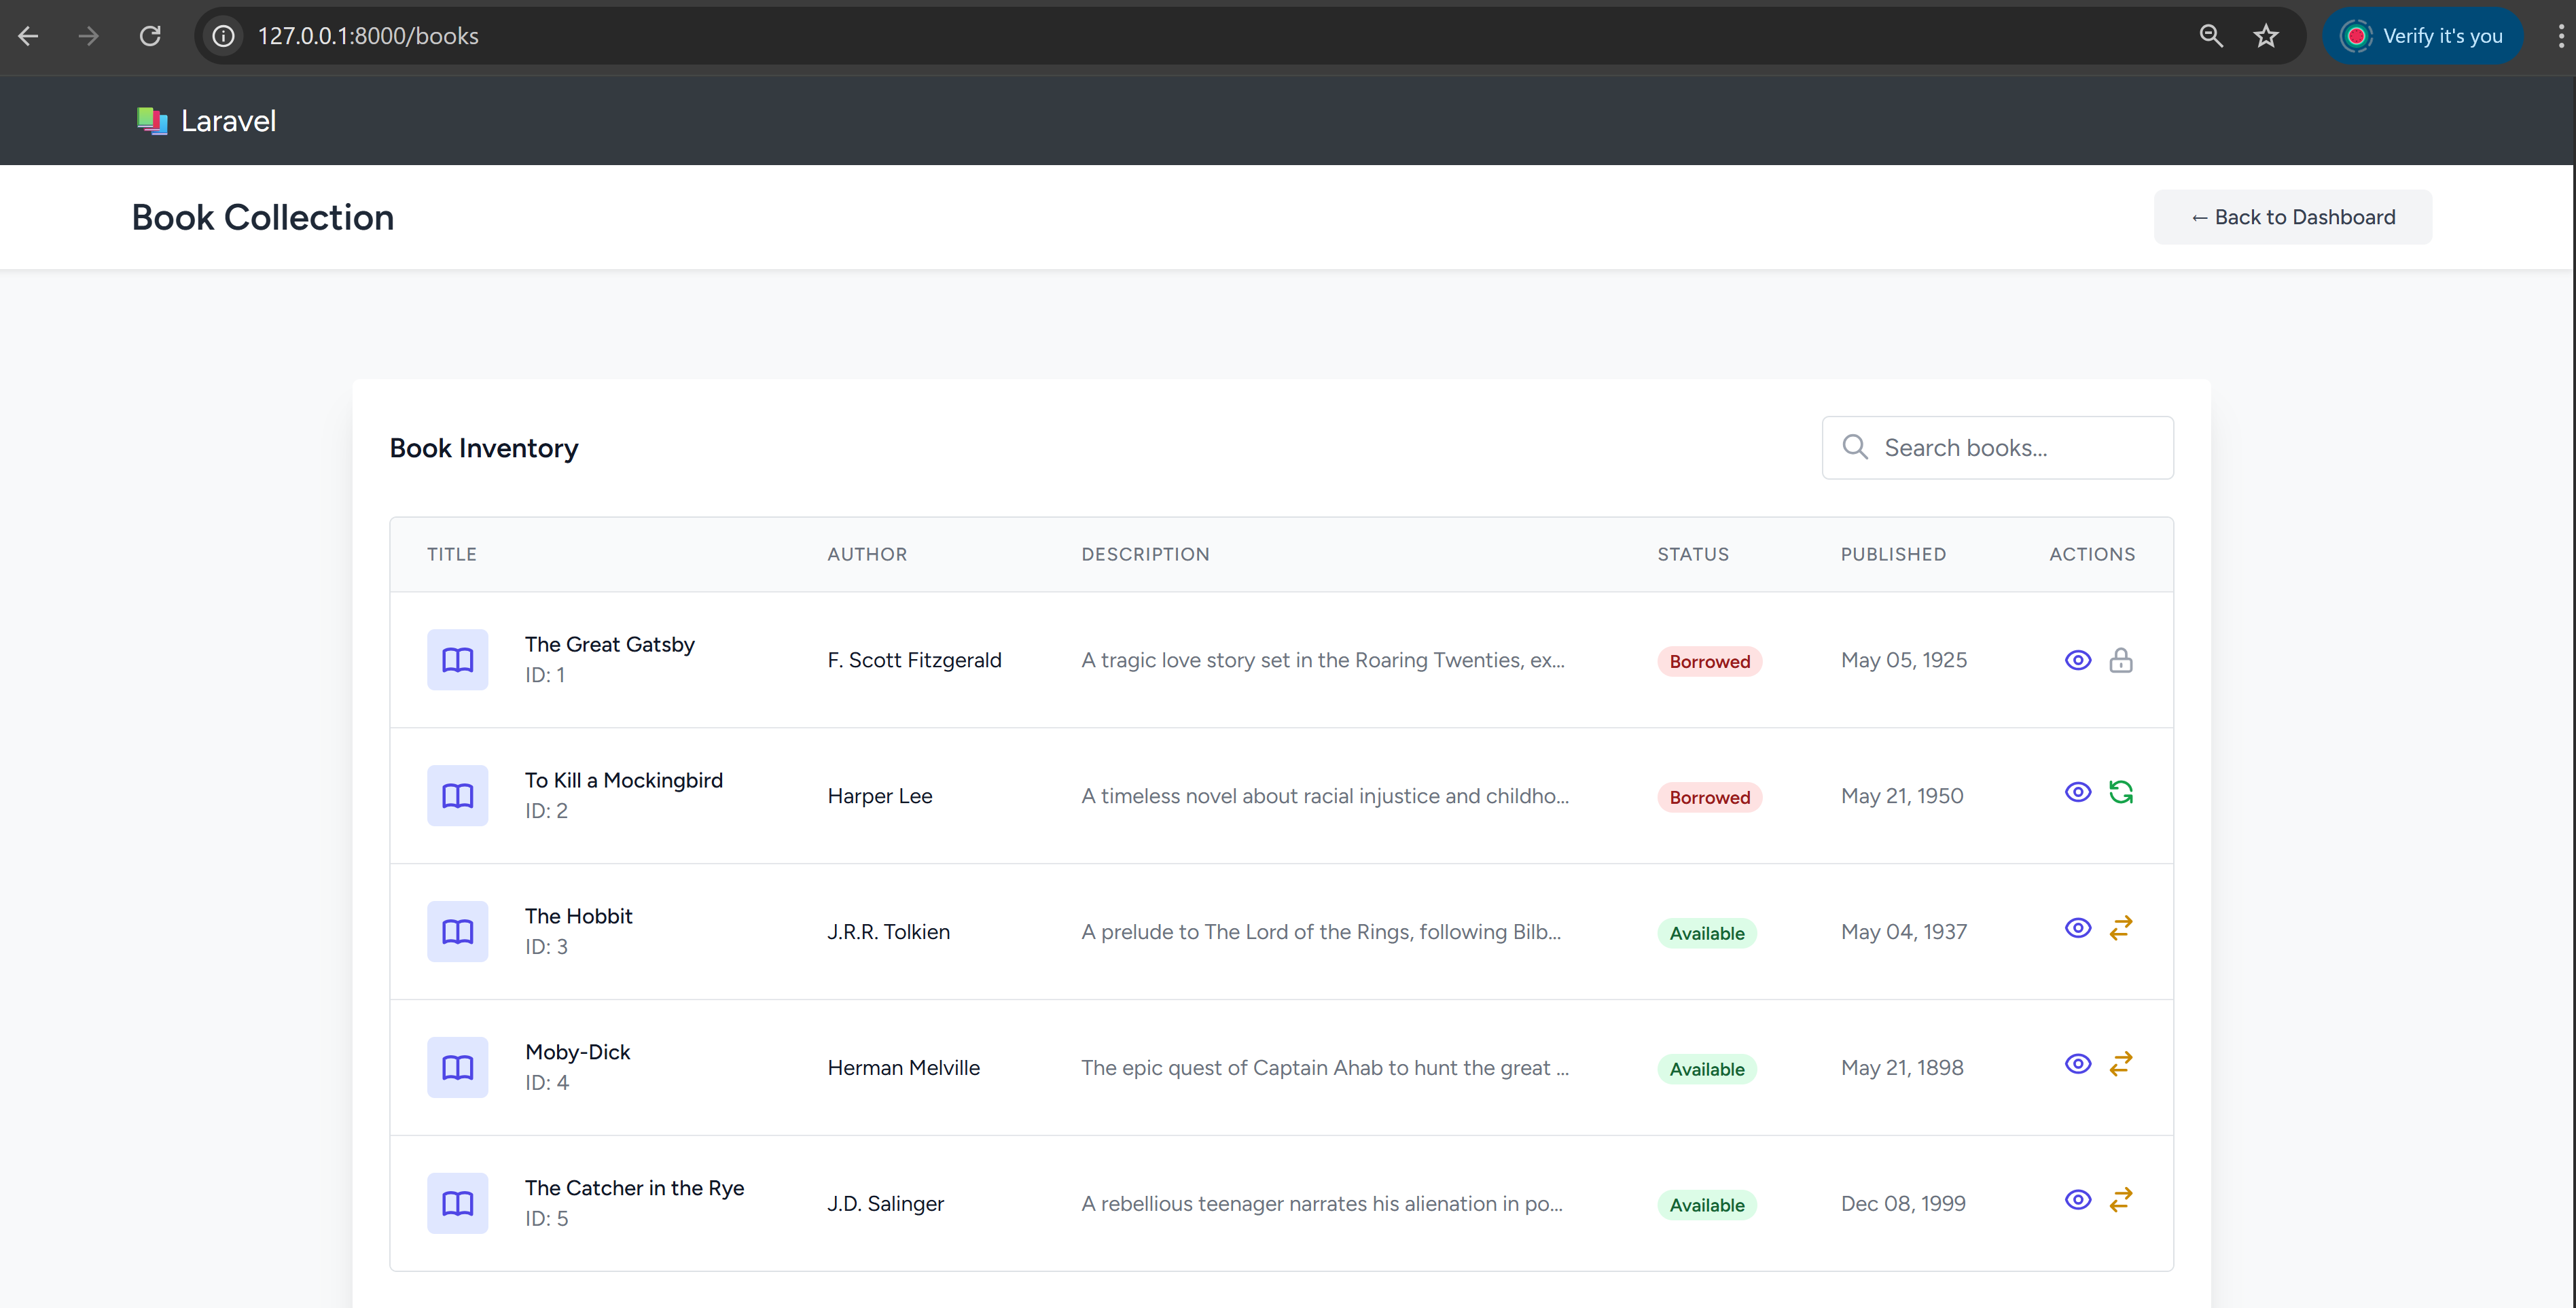 127.0.0.1:8000/books
Verify it's you
Laravel
Book Collection
← Back to Dashboard
Book Inventory
Search books...
TITLE AUTHOR DESCRIPTION STATUS PUBLISHED ACTIONS
The Great Gatsby
ID: 1
F. Scott Fitzgerald
A tragic love story set in the Roaring Twenties, ex...
Borrowed
May 05, 1925
To Kill a Mockingbird
ID: 2
Harper Lee
A timeless novel about racial injustice and childho...
Borrowed
May 21, 1950
The Hobbit
ID: 3
J.R.R. Tolkien
A prelude to The Lord of the Rings, following Bilb...
Available
May 04, 1937
Moby-Dick
ID: 4
Herman Melville
The epic quest of Captain Ahab to hunt the great ...
Available
May 21, 1898
The Catcher in the Rye
ID: 5
J.D. Salinger
A rebellious teenager narrates his alienation in po...
Available
Dec 08, 1999